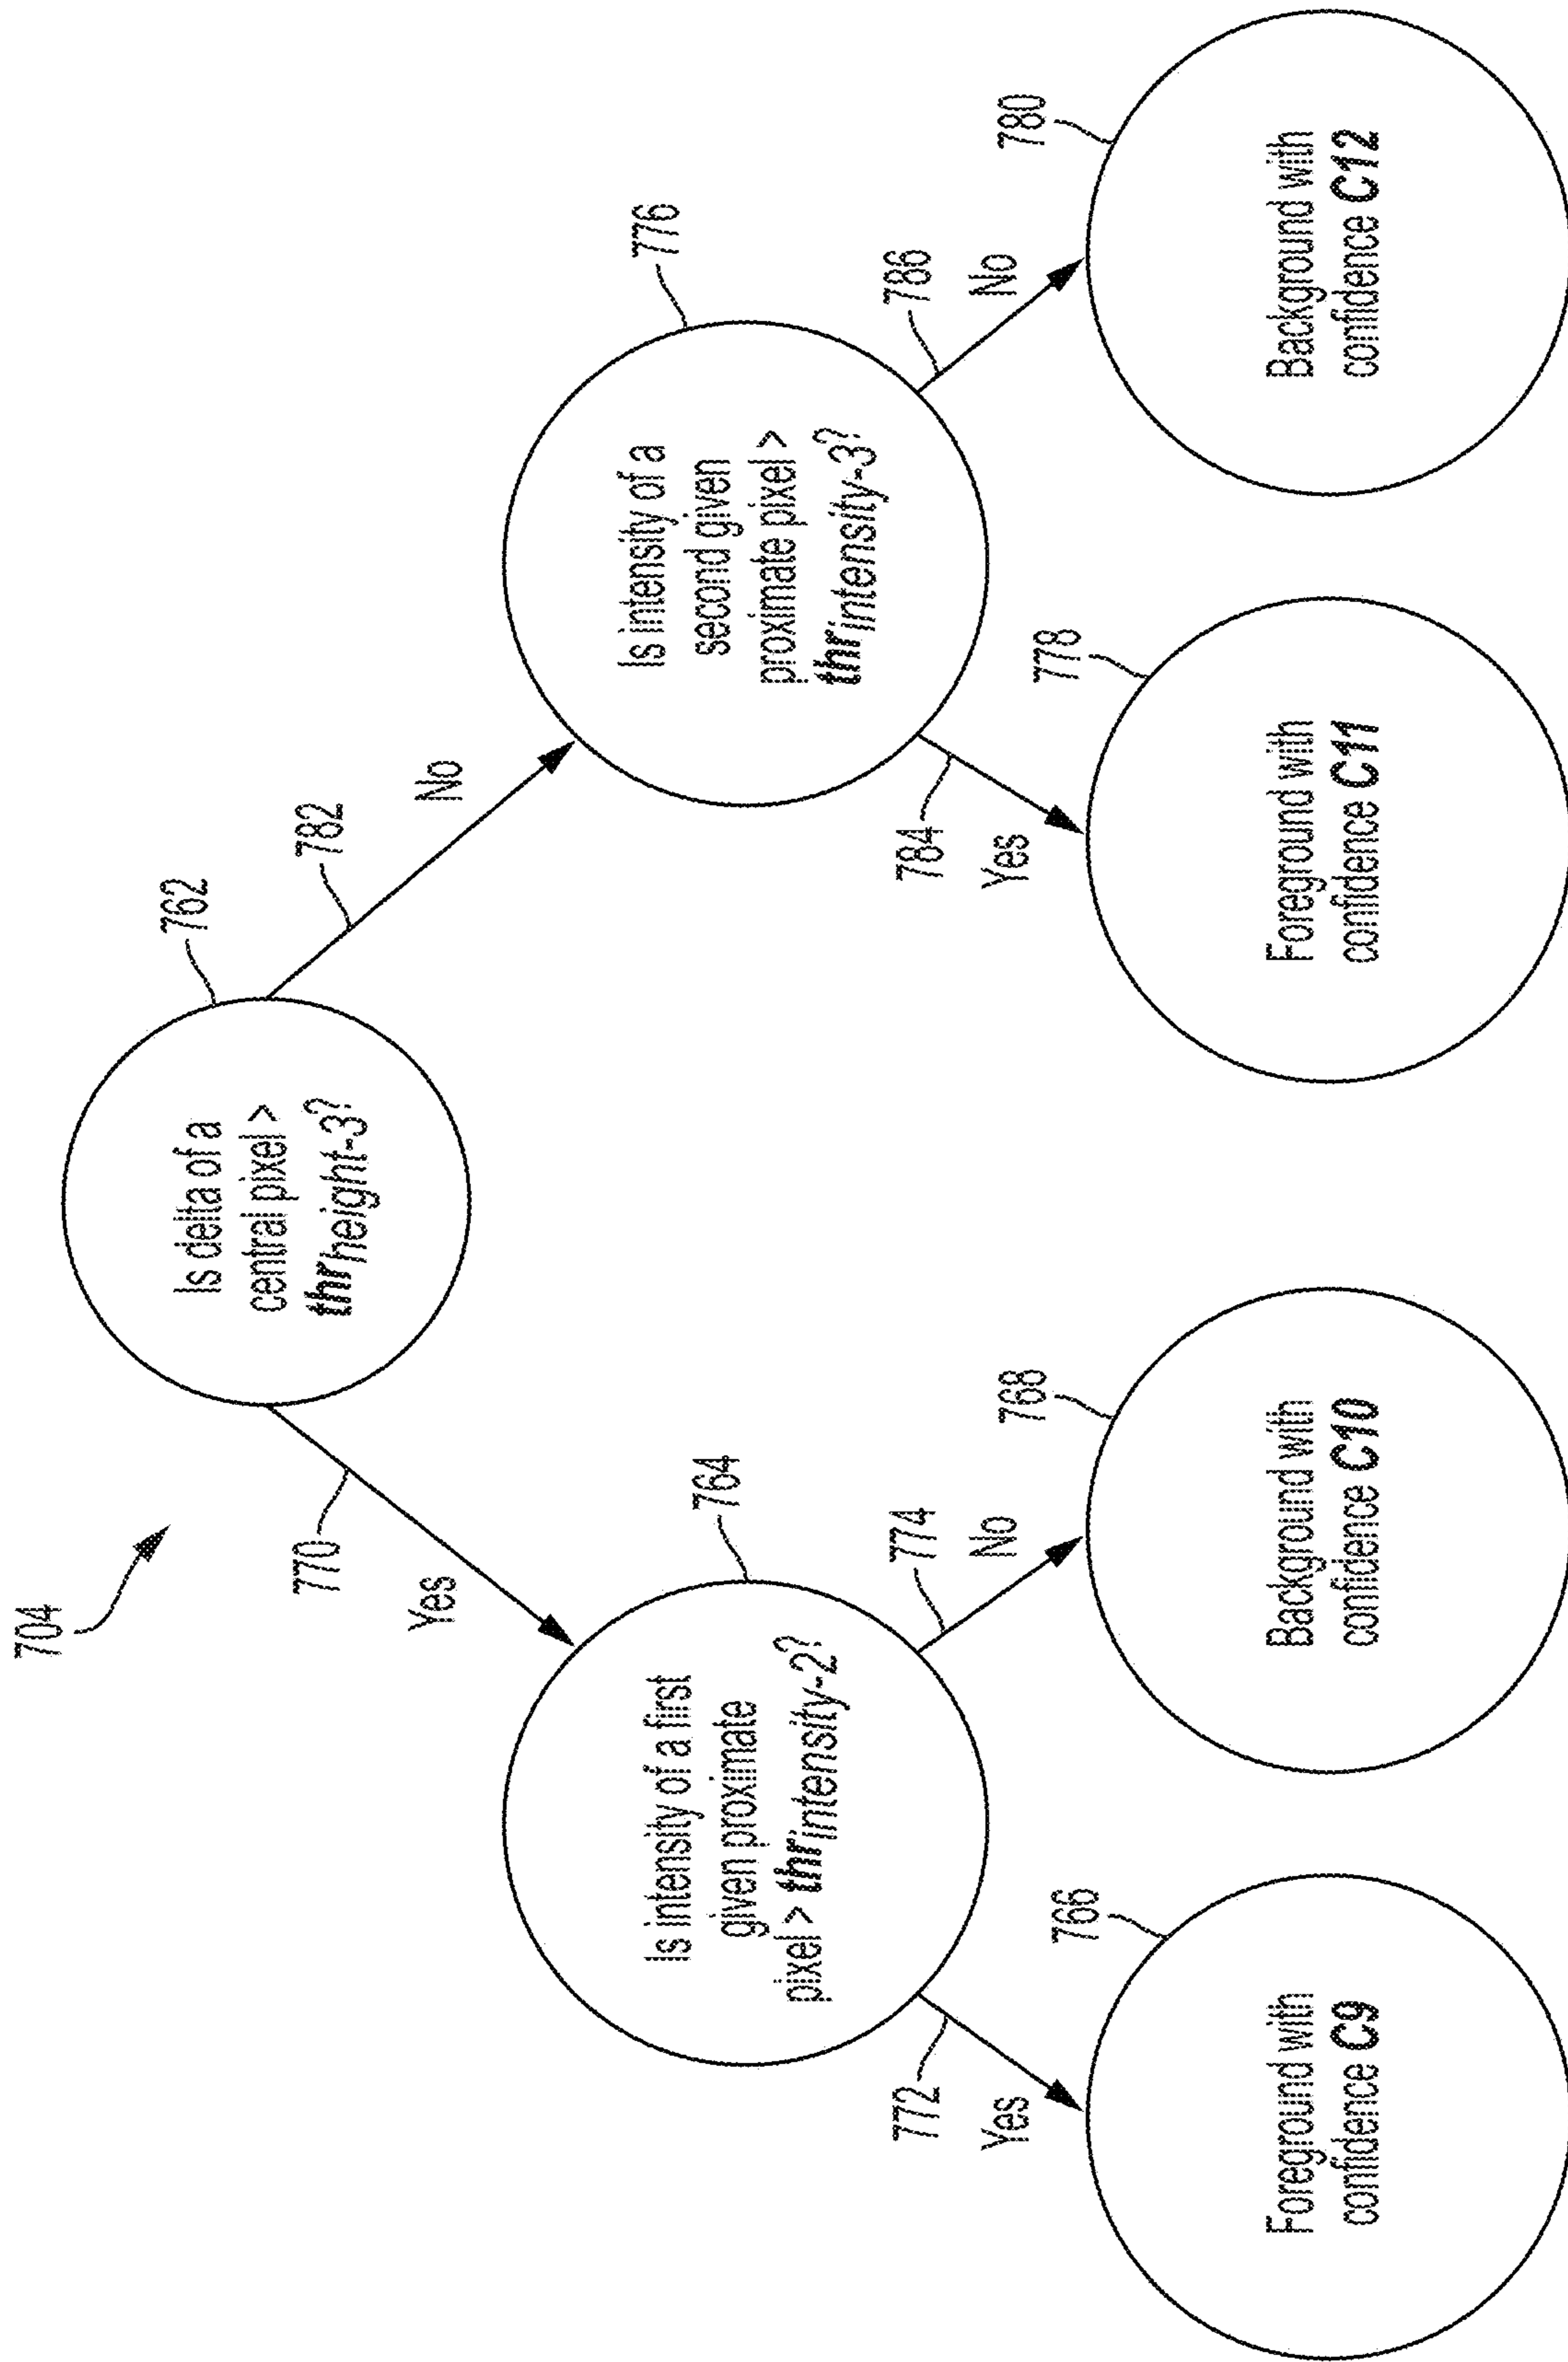 704
762
Is delta of a
central pixel >
thrheight-3?
770
Yes
782
No
764
Is intensity of a first
given proximate
pixel > thrintensity-2?
776
Is intensity of a
second given
proximate pixel >
thrintensity-3?
772
Yes
774
No
784
Yes
786
No
766
Foreground with
confidence C9
768
Background with
confidence C10
778
Foreground with
confidence C11
780
Background with
confidence C12